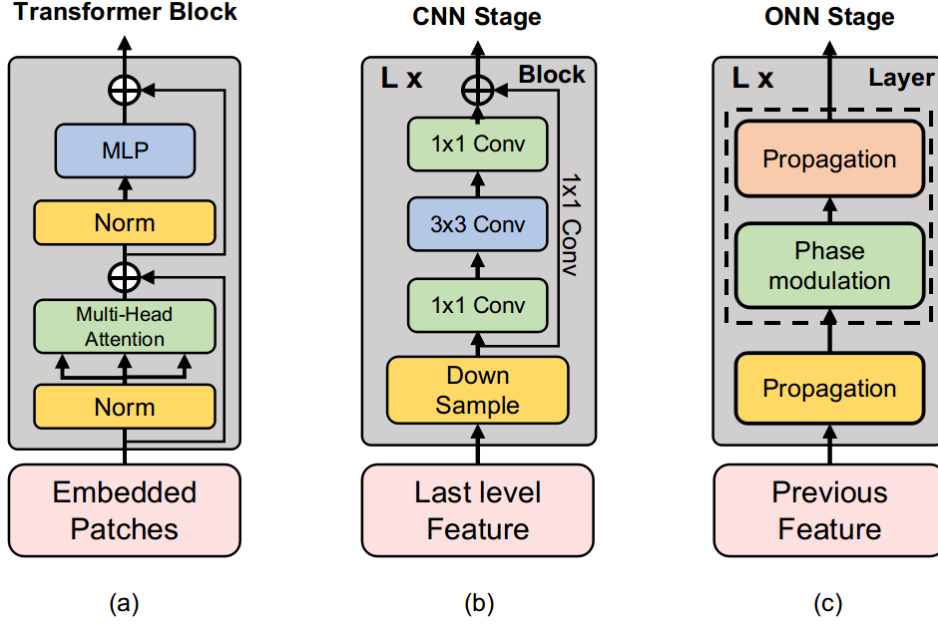 Transformer Block
MLP
Norm
Multi-Head
Attention
Norm
Embedded
Patches
(a)
CNN Stage
L x
Block
1x1 Conv
3x3 Conv
1x1 Conv
1x1 Conv
Down
Sample
Last level
Feature
(b)
ONN Stage
L x
Layer
Propagation
Phase
modulation
Propagation
Previous
Feature
(c)